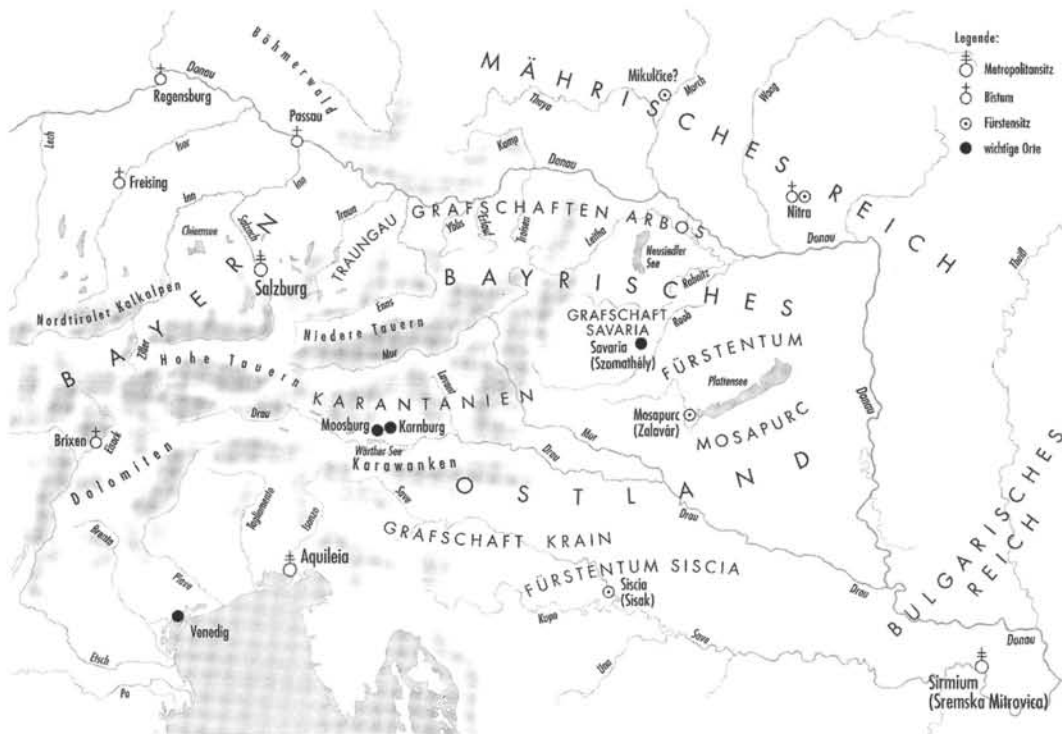 Legende:
Metropolitansitz
Bistum
Fürstensitz
wichtige Orte
Böhmerwald
Donau
Regensburg
Passau
Lech
Isar
Freising
Inn
Inn
Chiemsee
Salzach
Salzburg
Traun
TRAUNGAU
BAYERN
Nordtiroler Kalkalpen
Ziller
Hohe Tauern
Niedere Tauern
Enns
Mur
MÄHRISCHES REICH
Mikulčice?
Thaya
March
Waag
Kamp
Donau
Nitra
Donau
Theiß
GRAFSCHAFTEN ARBOS
Ybbs
Erlauf
Traisen
Leitha
Neusiedler
See
Rabnitz
BAYRISCHES
OSTLAND
GRAFSCHAFT
SAVARIA
Savaria
(Szomathély)
Raab
FÜRSTENTUM
MOSAPURC
Plattensee
Mosapurc
(Zalavár)
Donau
Lavant
KARANTANIEN
Moosburg
Karnburg
Wörther See
Karawanken
Drau
Mur
Drau
Drau
Drau
Brixen
Eisack
Dolomiten
Brenta
Piave
Tagliamento
Isonzo
Aquileia
Venedig
Etsch
Po
Save
GRAFSCHAFT KRAIN
FÜRSTENTUM SISCIA
Siscia
(Sisak)
Kupa
Una
Save
BULGARISCHES
REICH
Donau
Sirmium
(Sremska Mitrovica)